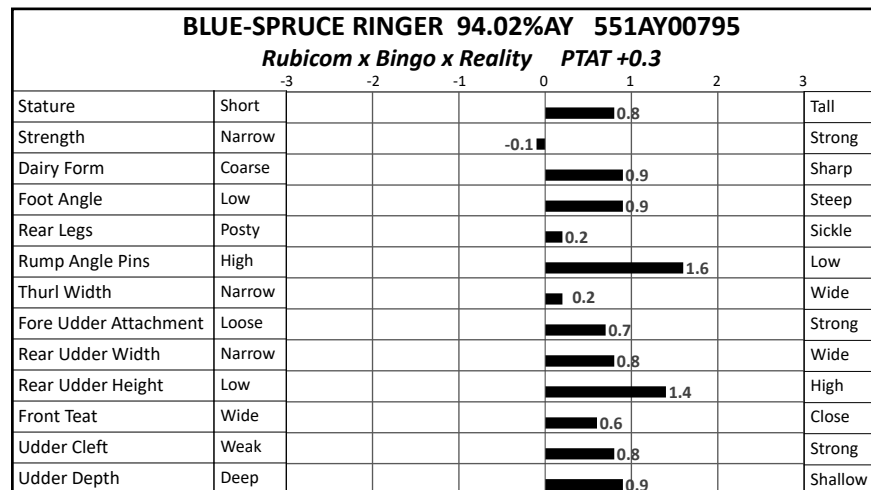 BLUE-SPRUCE RINGER 94.02%AY 551AY00795
Rubicom x Bingo x Reality PTAT +0.3
-3 -2 -1 0 1 2 3
Stature Short 0.8 Tall
Strength Narrow -0.1 Strong
Dairy Form Coarse 0.9 Sharp
Foot Angle Low 0.9 Steep
Rear Legs Posty 0.2 Sickle
Rump Angle Pins High 1.6 Low
Thurl Width Narrow 0.2 Wide
Fore Udder Attachment Loose 0.7 Strong
Rear Udder Width Narrow 0.8 Wide
Rear Udder Height Low 1.4 High
Front Teat Wide 0.6 Close
Udder Cleft Weak 0.8 Strong
Udder Depth Deep 0.9 Shallow